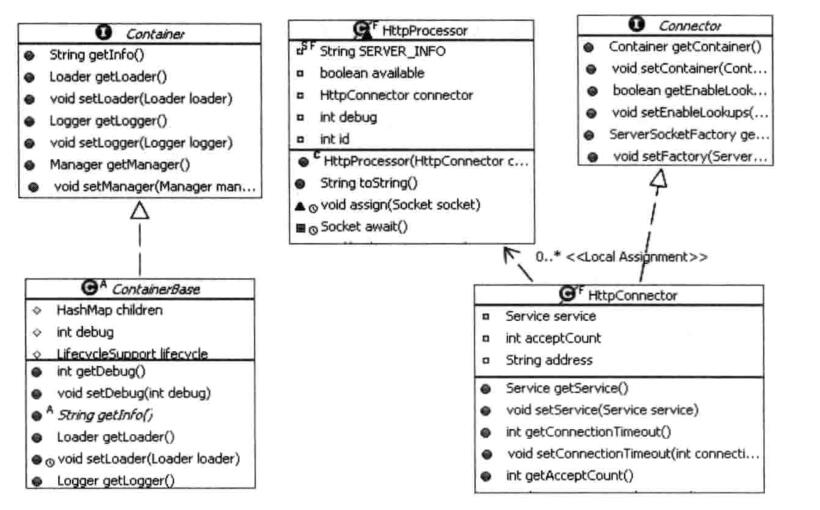 I Container
String getInfo()
Loader getLoader()
void setLoader(Loader loader)
Logger getLogger()
void setLogger(Logger logger)
Manager getManager()
void setManager(Manager man...
C F HttpProcessor
S F String SERVER_INFO
boolean available
HttpConnector connector
int debug
int id
C HttpProcessor(HttpConnector c...
String toString()
void assign(Socket socket)
Socket await()
I Connector
Container getContainer()
void setContainer(Cont...
boolean getEnableLook...
void setEnableLookups(...
ServerSocketFactory ge...
void setFactory(Server...
0..* <<Local Assignment>>
C A ContainerBase
HashMap children
int debug
LifecycleSupport lifecycle
int getDebug()
void setDebug(int debug)
A String getInfo()
Loader getLoader()
void setLoader(Loader loader)
Logger getLogger()
C F HttpConnector
Service service
int acceptCount
String address
Service getService()
void setService(Service service)
int getConnectionTimeout()
void setConnectionTimeout(int connecti...
int getAcceptCount()